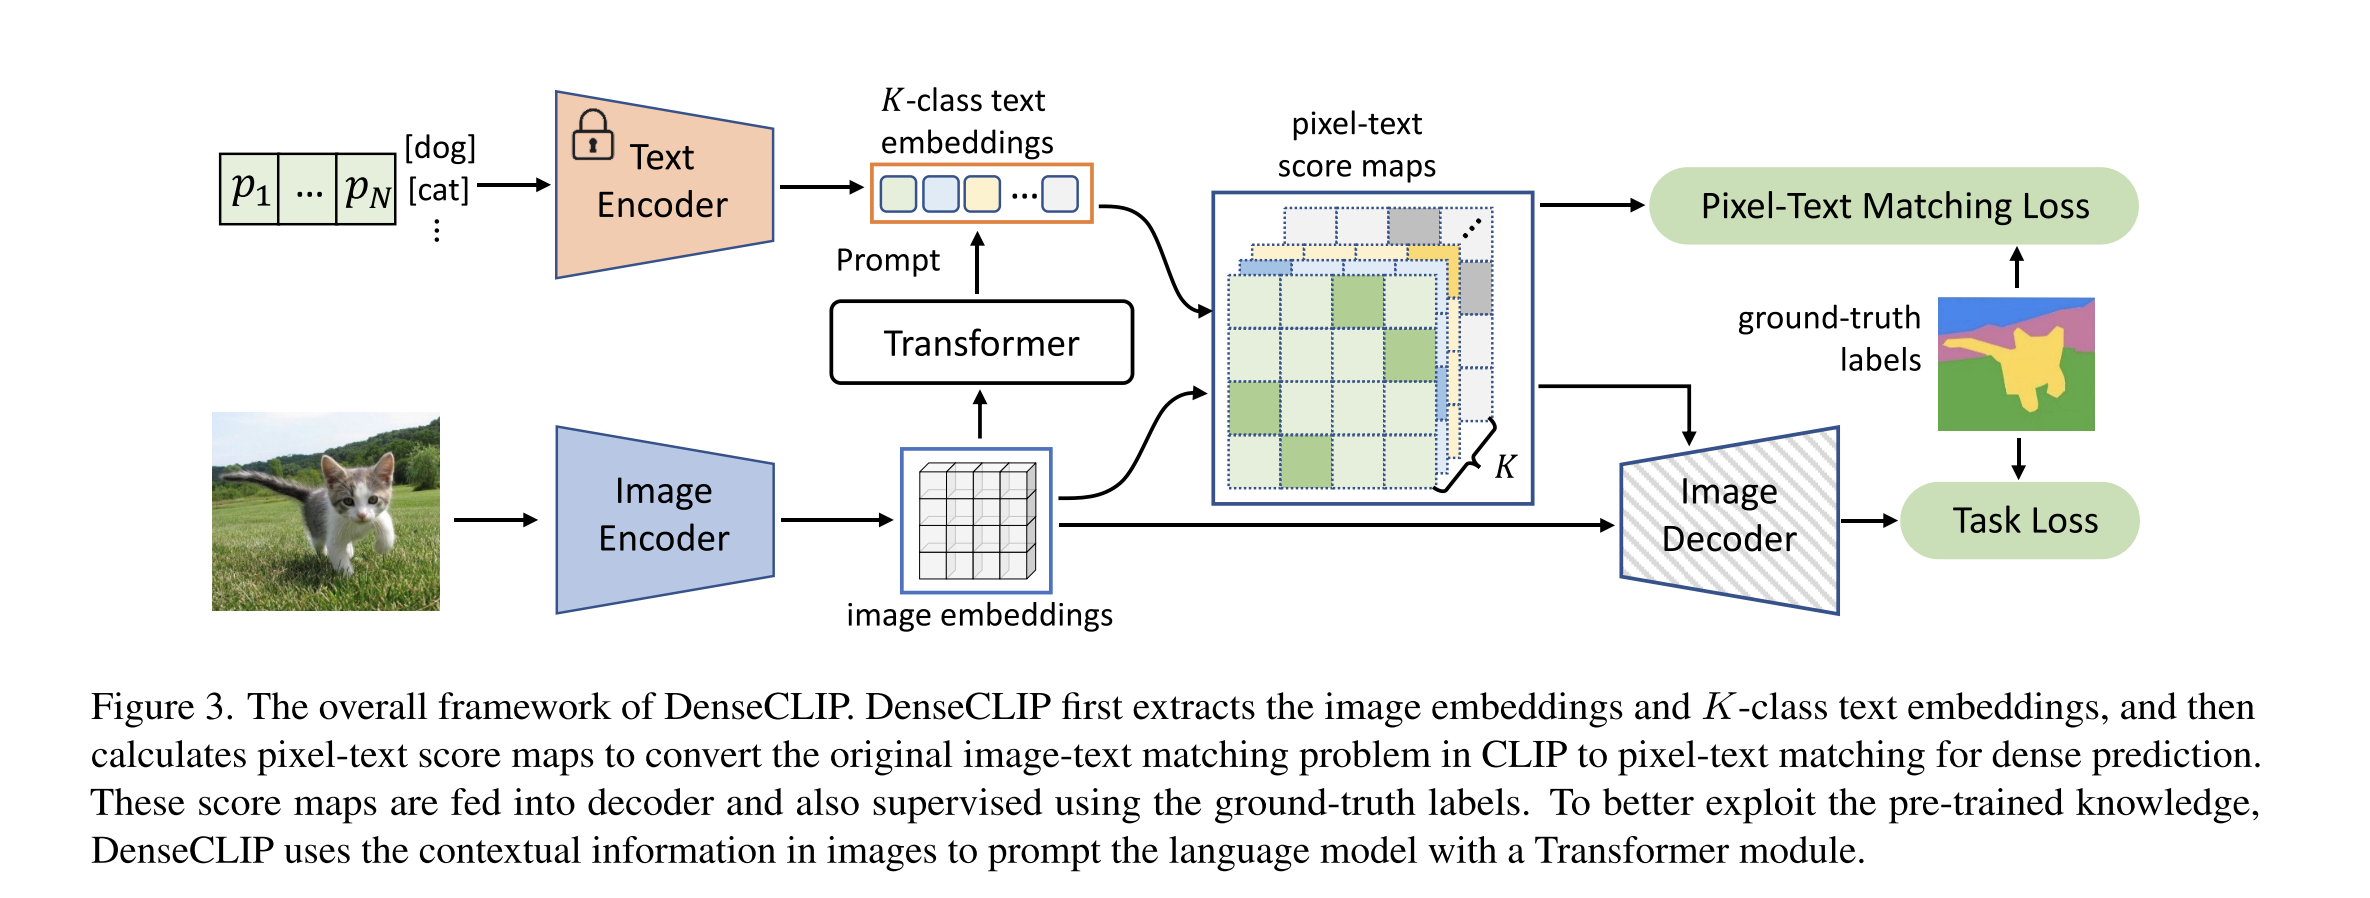 p1 ... pN
[dog]
[cat]
⋮
Text
Encoder
K-class text
embeddings
...
Prompt
Transformer
Image
Encoder
image embeddings
pixel-text
score maps
K
Pixel-Text Matching Loss
ground-truth
labels
Image
Decoder
Task Loss
Figure 3. The overall framework of DenseCLIP. DenseCLIP first extracts the image embeddings and K-class text embeddings, and then
calculates pixel-text score maps to convert the original image-text matching problem in CLIP to pixel-text matching for dense prediction.
These score maps are fed into decoder and also supervised using the ground-truth labels. To better exploit the pre-trained knowledge,
DenseCLIP uses the contextual information in images to prompt the language model with a Transformer module.